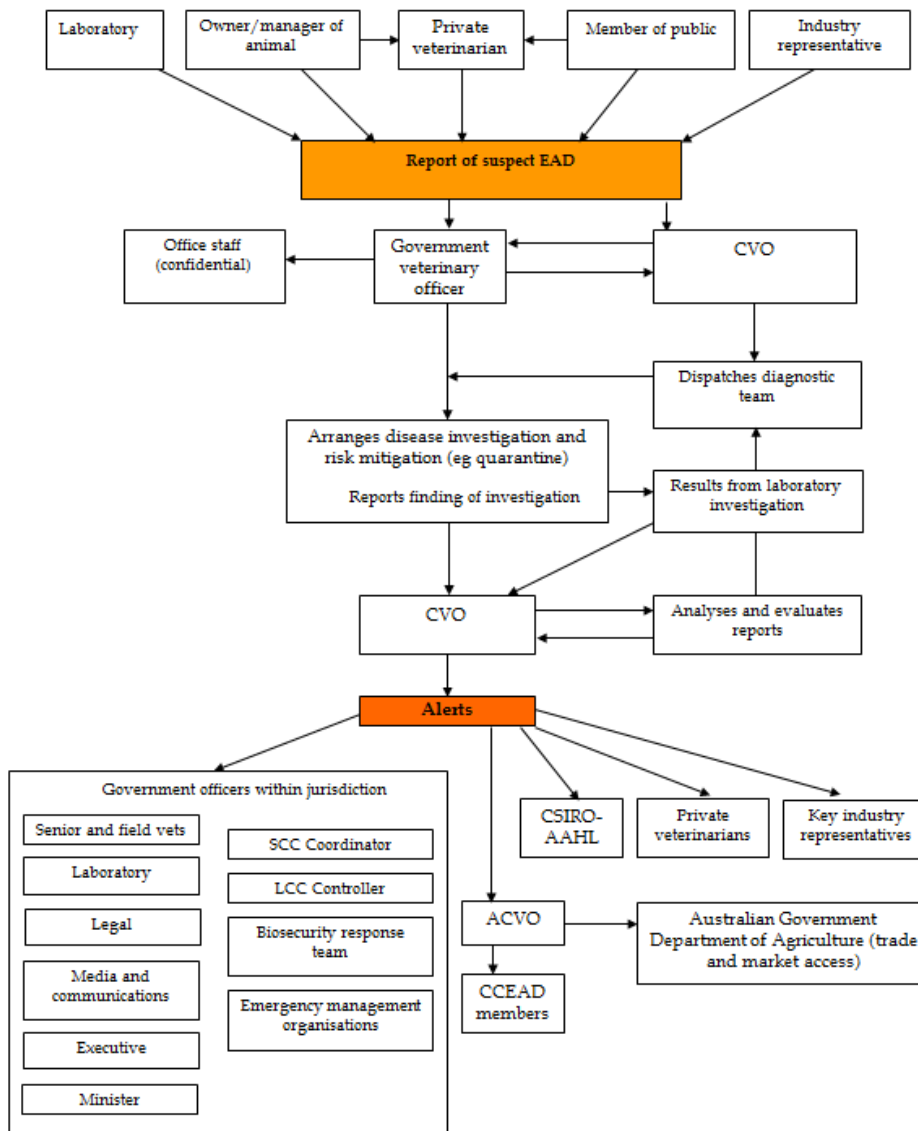 Laboratory
Owner/manager of
animal
Private
veterinarian
Member of public
Industry
representative
Report of suspect EAD
Office staff
(confidential)
Government
veterinary
officer
CVO
Dispatches diagnostic
team
Arranges disease investigation and
risk mitigation (eg quarantine)
Reports finding of investigation
Results from laboratory
investigation
CVO
Analyses and evaluates
reports
Alerts
Government officers within jurisdiction
Senior and field vets
Laboratory
Legal
Media and
communications
Executive
Minister
SCC Coordinator
LCC Controller
Biosecurity response
team
Emergency management
organisations
CSIRO-
AAHL
Private
veterinarians
Key industry
representatives
ACVO
Australian Government
Department of Agriculture (trade
and market access)
CCEAD
members